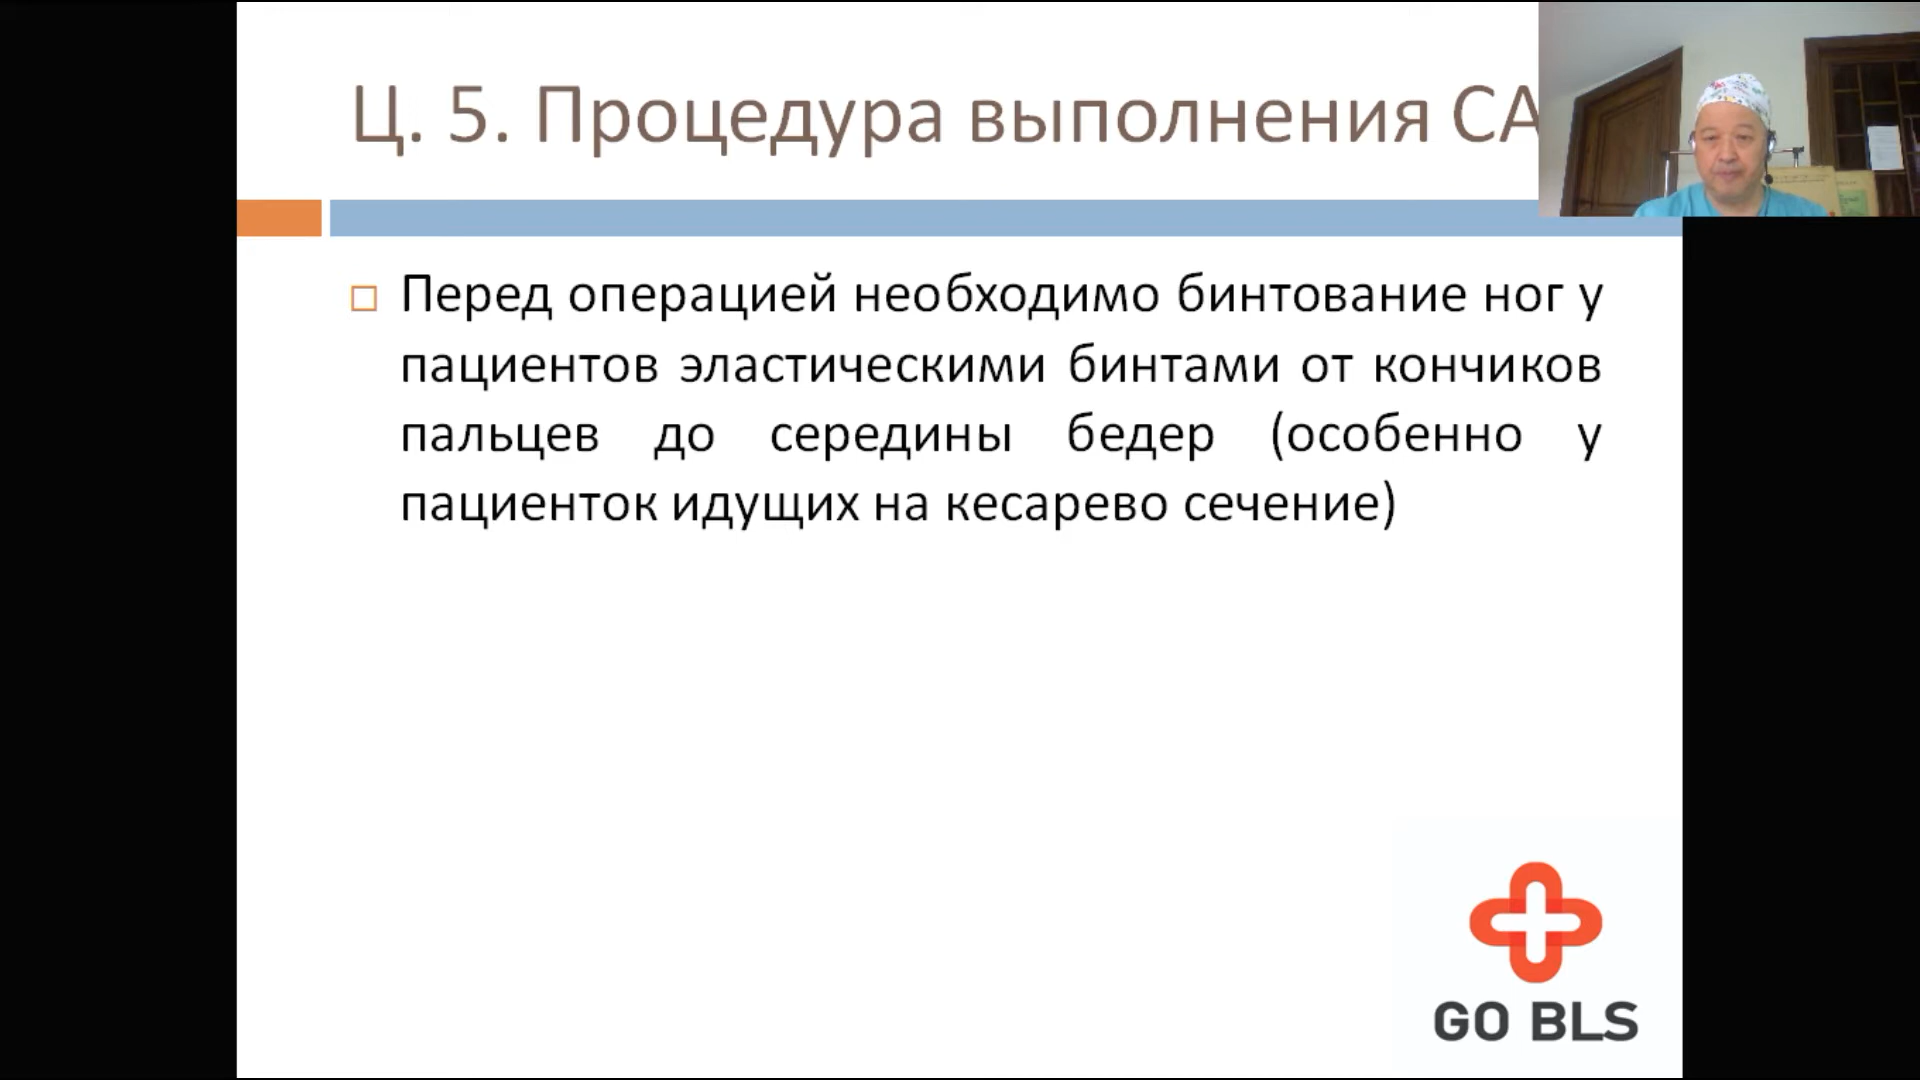 Ц. 5. Процедура выполнения СА
Перед операцией необходимо бинтование ног у
пациентов эластическими бинтами от кончиков
пальцев до середины бедер (особенно у
пациенток идущих на кесарево сечение)
GO BLS